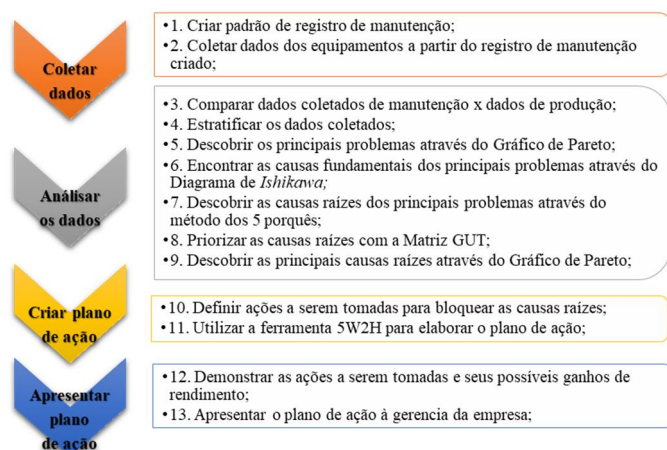 Coletar
dados
•1. Criar padrão de registro de manutenção;
•2. Coletar dados dos equipamentos a partir do registro de manutenção
criado;
Análisar
os dados
•3. Comparar dados coletados de manutenção x dados de produção;
•4. Estratificar os dados coletados;
•5. Descobrir os principais problemas através do Gráfico de Pareto;
•6. Encontrar as causas fundamentais dos principais problemas através do
Diagrama de Ishikawa;
•7. Descobrir as causas raízes dos principais problemas através do
método dos 5 porquês;
•8. Priorizar as causas raízes com a Matriz GUT;
•9. Descobrir as principais causas raízes através do Gráfico de Pareto;
Criar plano
de ação
•10. Definir ações a serem tomadas para bloquear as causas raízes;
•11. Utilizar a ferramenta 5W2H para elaborar o plano de ação;
Apresentar
plano
de ação
•12. Demonstrar as ações a serem tomadas e seus possíveis ganhos de
rendimento;
•13. Apresentar o plano de ação à gerencia da empresa;